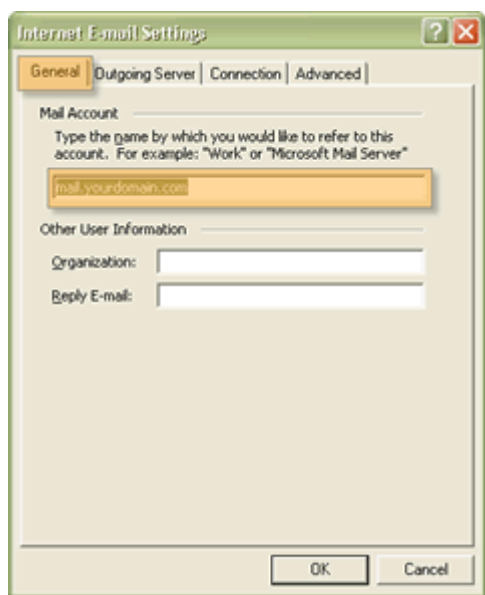 Internet E-mail Settings
General Outgoing Server Connection Advanced
Mail Account
Type the name by which you would like to refer to this
account. For example: "Work" or "Microsoft Mail Server"
mail.yourdomain.com
Other User Information
Organization:
Reply E-mail:
OK Cancel